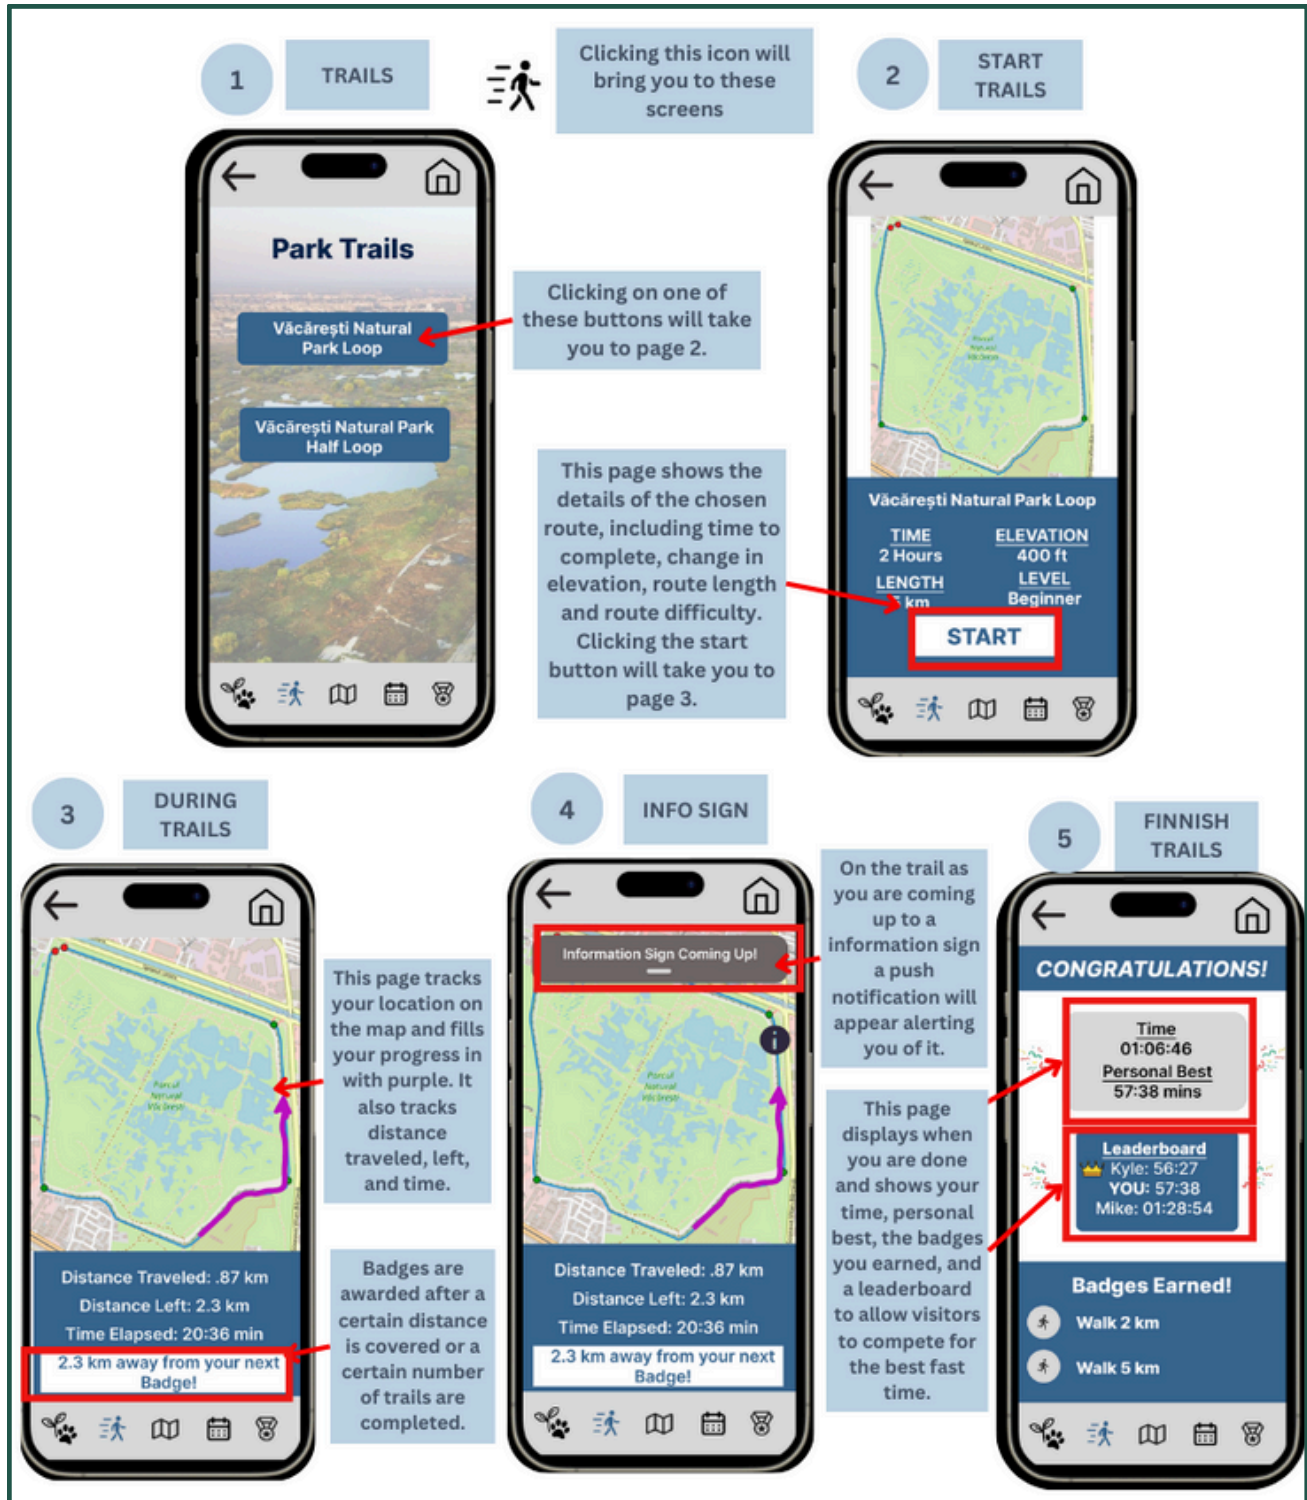 1
TRAILS
Clicking this icon will
bring you to these
screens
2
START
TRAILS
Park Trails
Văcărești Natural
Park Loop
Văcărești Natural Park
Half Loop
Clicking on one of
these buttons will take
you to page 2.
This page shows the
details of the chosen
route, including time to
complete, change in
elevation, route length
and route difficulty.
Clicking the start
button will take you to
page 3.
Parcul
Natural
Văcărești
Văcărești Natural Park Loop
TIME
2 Hours
ELEVATION
400 ft
LENGTH
km
LEVEL
Beginner
START
3
DURING
TRAILS
Parcul
Natural
Văcărești
Distance Traveled: .87 km
Distance Left: 2.3 km
Time Elapsed: 20:36 min
2.3 km away from your next
Badge!
This page tracks
your location on
the map and fills
your progress in
with purple. It
also tracks
distance
traveled, left,
and time.
Badges are
awarded after a
certain distance
is covered or a
certain number
of trails are
completed.
4
INFO SIGN
Information Sign Coming Up!
i
Parcul
Natural
Văcărești
Distance Traveled: .87 km
Distance Left: 2.3 km
Time Elapsed: 20:36 min
2.3 km away from your next
Badge!
On the trail as
you are coming
up to a
information sign
a push
notification will
appear alerting
you of it.
This page
displays when
you are done
and shows your
time, personal
best, the badges
you earned, and
a leaderboard
to allow visitors
to compete for
the best fast
time.
5
FINNISH
TRAILS
CONGRATULATIONS!
Time
01:06:46
Personal Best
57:38 mins
Leaderboard
Kyle: 56:27
YOU: 57:38
Mike: 01:28:54
Badges Earned!
Walk 2 km
Walk 5 km